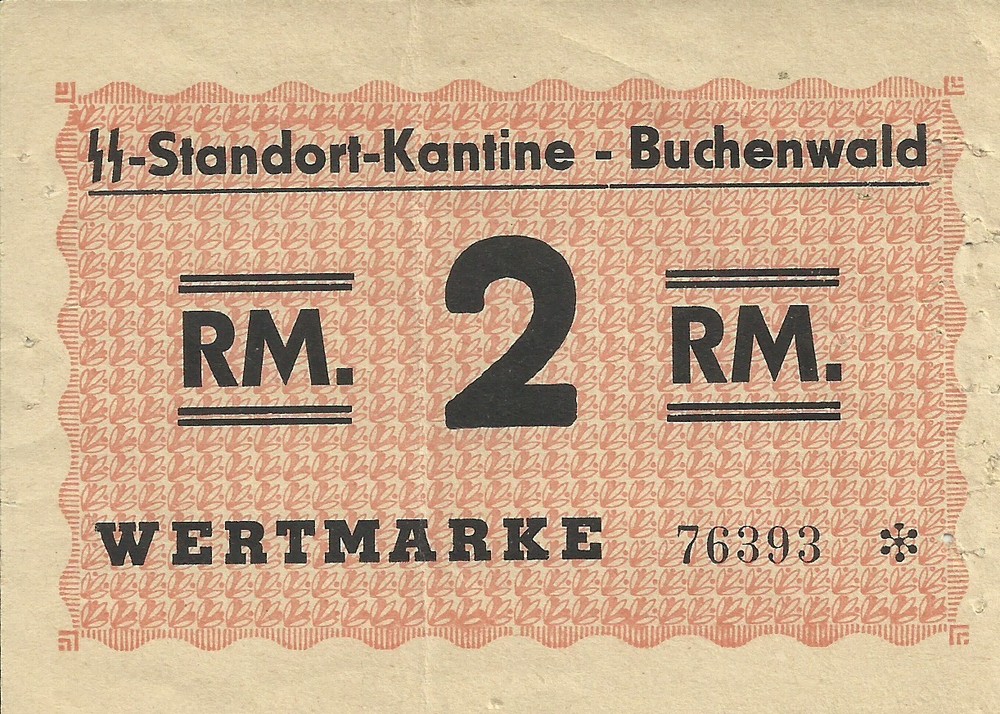 SS-Standort-Kantine - Buchenwald
RM. 2 RM.
WERTMARKE 76393 *